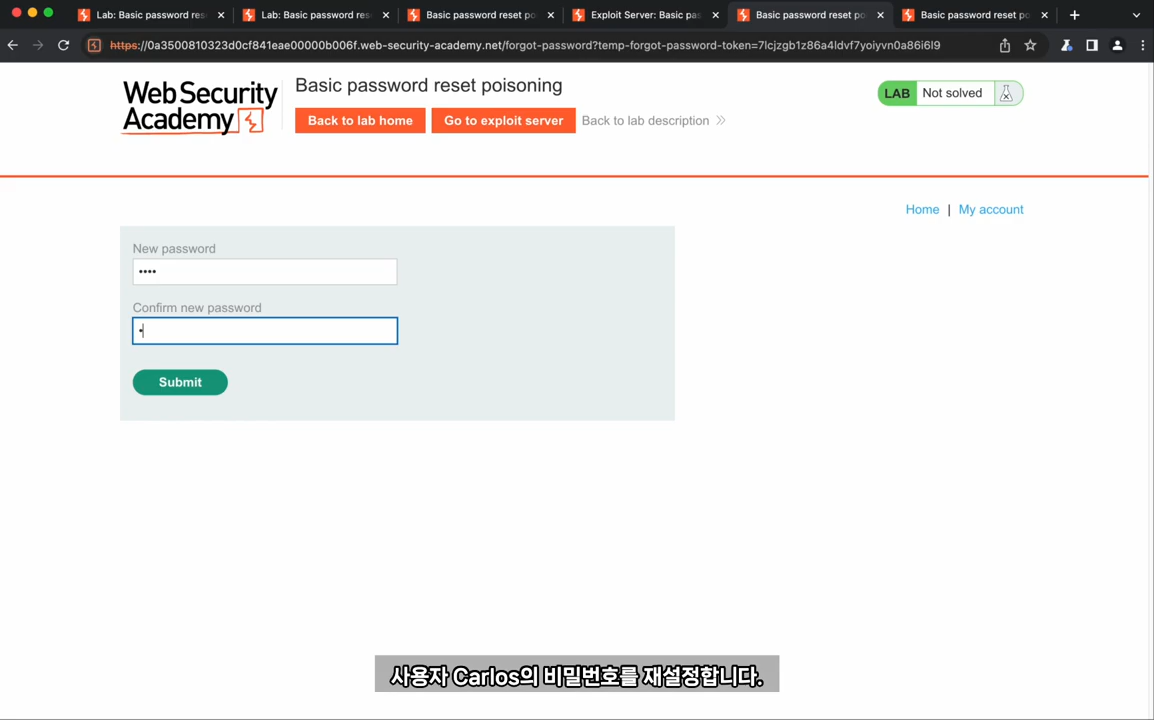 Lab: Basic password res
Lab: Basic password res
Basic password reset po
Exploit Server: Basic pas
Basic password reset po
Basic password reset po
https://0a3500810323d0cf841eae00000b006f.web-security-academy.net/forgot-password?temp-forgot-password-token=7lcjzgb1z86a4ldvf7yoiyvn0a86i6l9
Web Security
Academy
Basic password reset poisoning
Back to lab home
Go to exploit server
Back to lab description >>
LAB Not solved
Home | My account
New password
••••
Confirm new password
•
Submit
사용자 Carlos의 비밀번호를 재설정합니다.